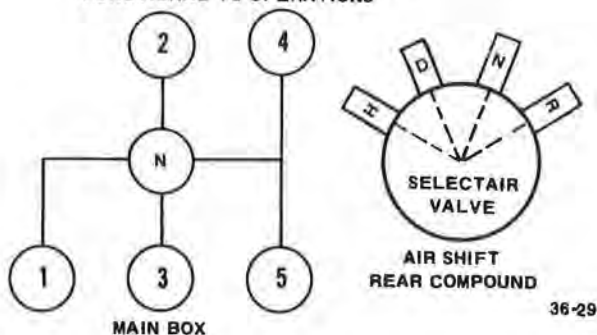 2
4
N
1
3
5
MAIN BOX
H
D
N
R
SELECTAIR
VALVE
AIR SHIFT
REAR COMPOUND
36-29